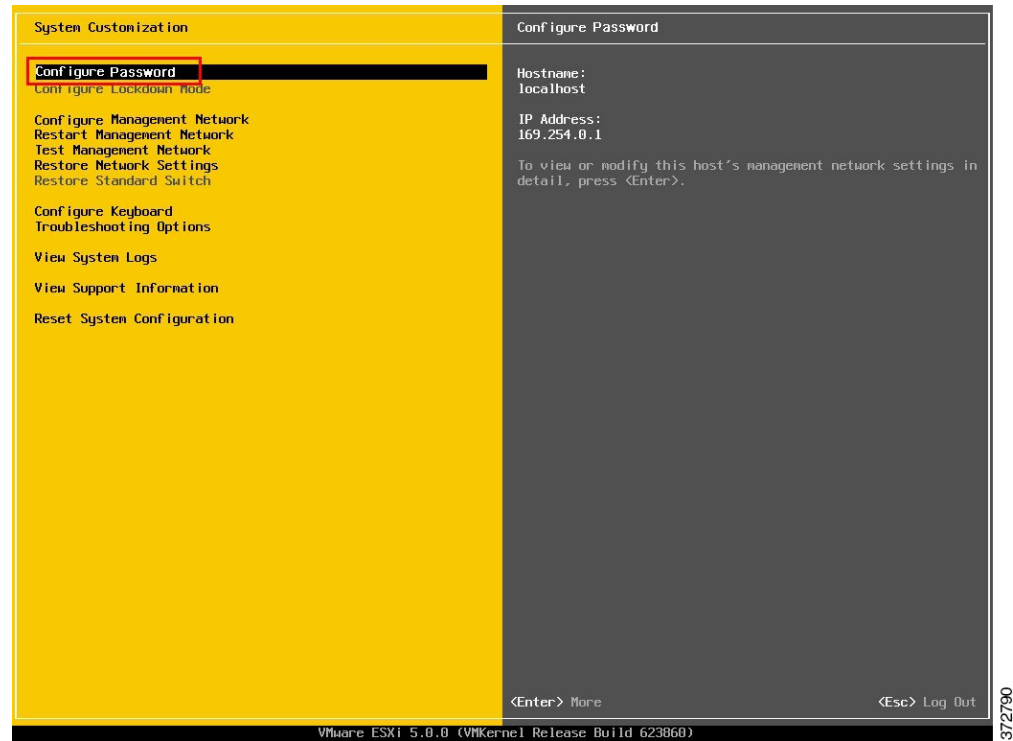 System Customization
Configure Password
Configure Lockdown Mode
Configure Management Network
Restart Management Network
Test Management Network
Restore Network Settings
Restore Standard Switch
Configure Keyboard
Troubleshooting Options
View System Logs
View Support Information
Reset System Configuration
Configure Password
Hostname:
localhost
IP Address:
169.254.0.1
To view or modify this host's management network settings in
detail, press <Enter>.
<Enter> More
<Esc> Log Out
VMware ESXi 5.0.0 (VMKernel Release Build 623860)
372790